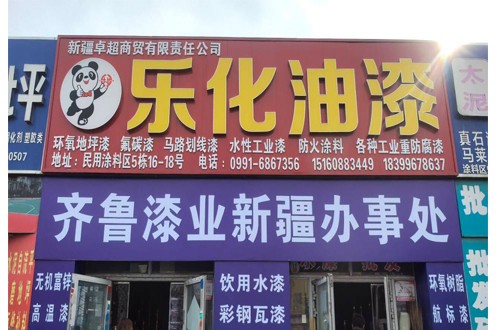 新疆卓超商贸有限责任公司
乐化油漆
环氧地坪漆 氟碳漆 马路划线漆 水性工业漆 防火涂料 各种工业重防腐漆
地址：民用涂料区5栋16-18号 电话：0991-6867356 15160883449 18399678637
齐鲁漆业新疆办事处
无机富锌
高温漆
饮用水漆
彩钢瓦漆
环氧树脂
航标漆
坪
0507
太
泥
真石
马莱
涂料区
批
批发